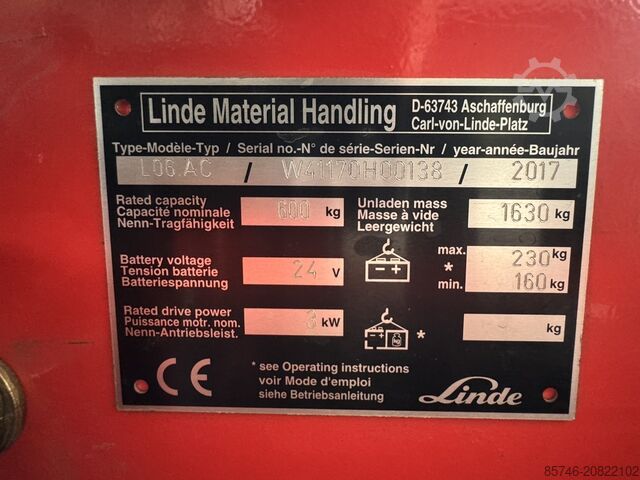 Linde Material Handling D-63743 Aschaffenburg
Carl-von-Linde-Platz
Type-Modèle-Typ / Serial no.-N° de série-Serien-Nr / year-année-Baujahr
L06.AC / W41170H00138 / 2017
Rated capacity
Capacité nominale
Nenn-Tragfähigkeit
600 kg
Unladen mass
Masse à vide
Leergewicht
1630 kg
Battery voltage
Tension batterie
Batteriespannung
24 V
- +
max. 230 kg
*
min. 160 kg
Rated drive power
Puissance motr. nom.
Nenn-Antriebsleist.
3 kW
- + kg
* - kg
CE
* see Operating instructions
voir Mode d'emploi
siehe Betriebsanleitung
Linde
85746-20822102